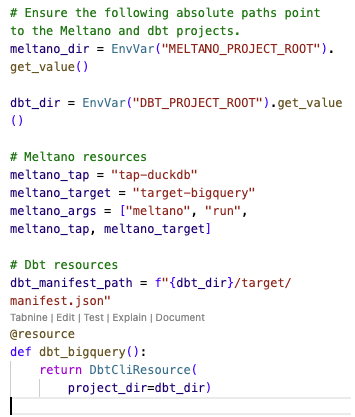 # Ensure the following absolute paths point
to the Meltano and dbt projects.
meltano_dir = EnvVar("MELTANO_PROJECT_ROOT").
get_value()
dbt_dir = EnvVar("DBT_PROJECT_ROOT").get_value
()
# Meltano resources
meltano_tap = "tap-duckdb"
meltano_target = "target-bigquery"
meltano_args = ["meltano", "run",
meltano_tap, meltano_target]
# Dbt resources
dbt_manifest_path = f"{dbt_dir}/target/
manifest.json"
Tabnine | Edit | Test | Explain | Document
@resource
def dbt_bigquery():
    return DbtCliResource(
        project_dir=dbt_dir)